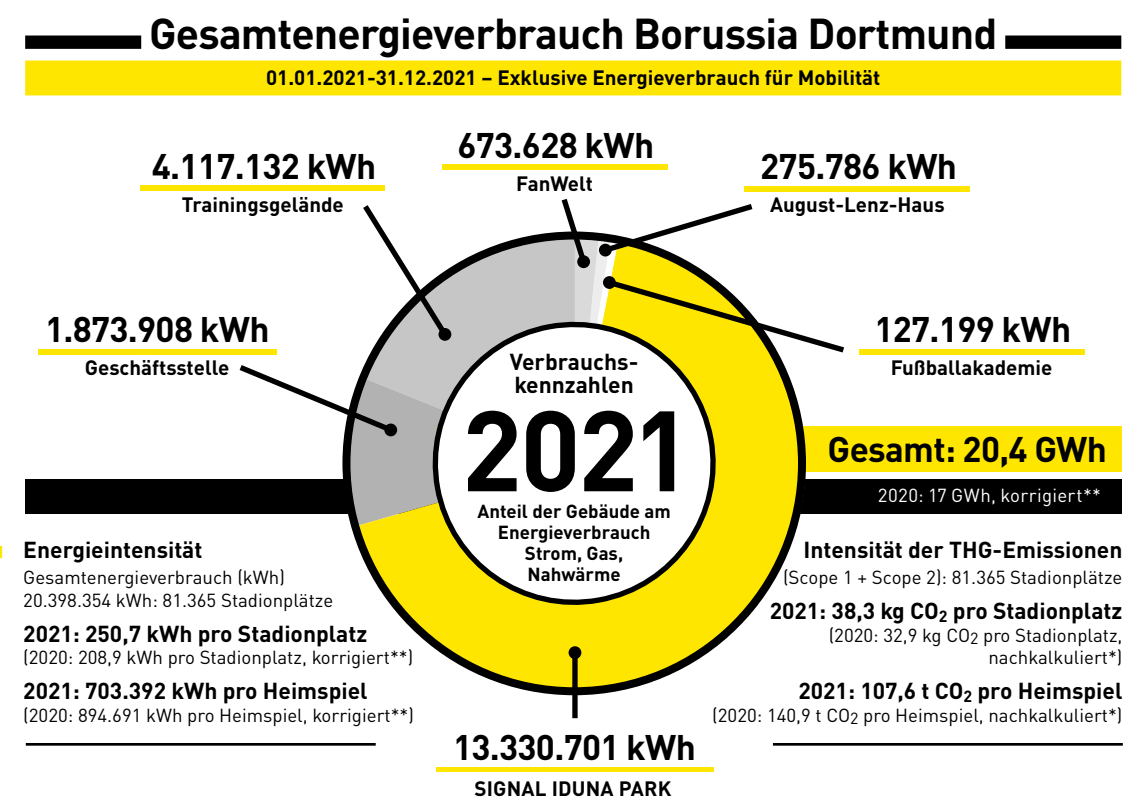 Gesamtenergieverbrauch Borussia Dortmund
01.01.2021-31.12.2021 – Exklusive Energieverbrauch für Mobilität
673.628 kWh
FanWelt
4.117.132 kWh
Trainingsgelände
275.786 kWh
August-Lenz-Haus
1.873.908 kWh
Geschäftsstelle
127.199 kWh
Fußballakademie
Verbrauchs-
kennzahlen
2021
Anteil der Gebäude am
Energieverbrauch
Strom, Gas,
Nahwärme
Gesamt: 20,4 GWh
2020: 17 GWh, korrigiert**
Energieintensität
Gesamtenergieverbrauch (kWh)
20.398.354 kWh: 81.365 Stadionplätze
2021: 250,7 kWh pro Stadionplatz
(2020: 208,9 kWh pro Stadionplatz, korrigiert**)
2021: 703.392 kWh pro Heimspiel
(2020: 894.691 kWh pro Heimspiel, korrigiert**)
Intensität der THG-Emissionen
(Scope 1 + Scope 2): 81.365 Stadionplätze
2021: 38,3 kg CO2 pro Stadionplatz
(2020: 32,9 kg CO2 pro Stadionplatz,
nachkalkuliert*)
2021: 107,6 t CO2 pro Heimspiel
(2020: 140,9 t CO2 pro Heimspiel, nachkalkuliert*)
13.330.701 kWh
SIGNAL IDUNA PARK